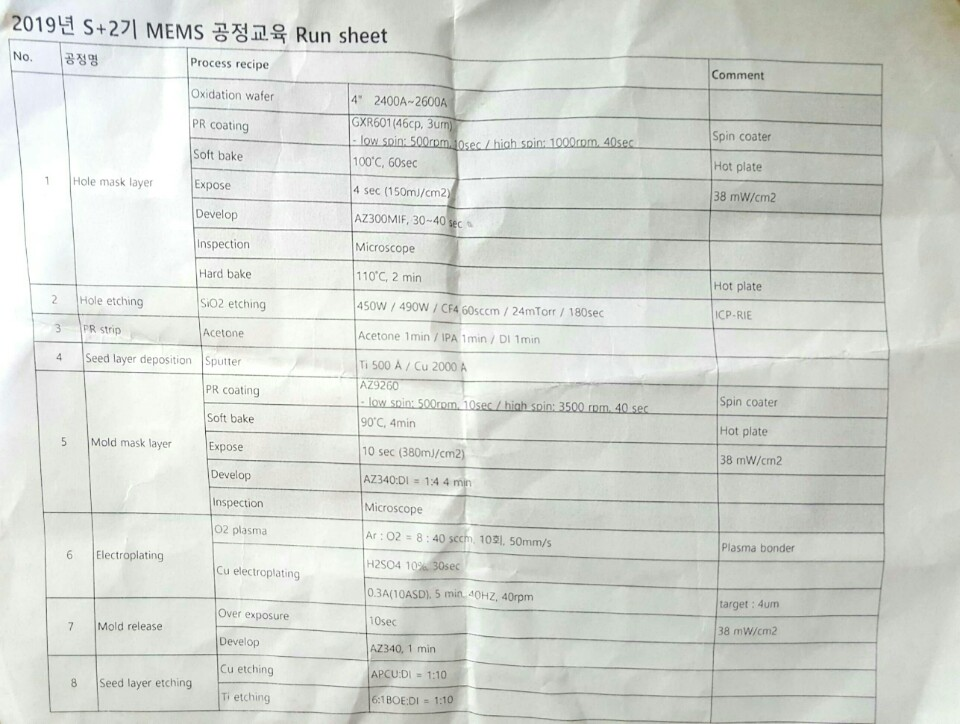 2019년 S+2기 MEMS 공정교육 Run sheet
No. 공정명 Process recipe Comment
1 Hole mask layer
Oxidation wafer 4" 2400A~2600A
PR coating GXR601(46cp, 3um)
- low spin: 500rpm, 10sec / high spin: 1000rpm, 40sec Spin coater
Soft bake 100℃, 60sec Hot plate
Expose 4 sec (150mJ/cm2) 38 mW/cm2
Develop AZ300MIF, 30~40 sec
Inspection Microscope
Hard bake 110℃, 2 min Hot plate
2 Hole etching SiO2 etching 450W / 490W / CF4 60sccm / 24mTorr / 180sec ICP-RIE
3 PR strip Acetone Acetone 1min / IPA 1min / DI 1min
4 Seed layer deposition Sputter Ti 500 Å / Cu 2000 Å
5 Mold mask layer
PR coating AZ9260
- low spin: 500rpm, 10sec / high spin: 3500 rpm, 40 sec Spin coater
Soft bake 90℃, 4min Hot plate
Expose 10 sec (380mJ/cm2) 38 mW/cm2
Develop AZ340:DI = 1:4 4 min
Inspection Microscope
6 Electroplating
O2 plasma Ar : O2 = 8 : 40 sccm, 10회, 50mm/s Plasma bonder
Cu electroplating H2SO4 10%, 30sec
0.3A(10ASD), 5 min, 40HZ, 40rpm target : 4um
7 Mold release
Over exposure 10sec 38 mW/cm2
Develop AZ340, 1 min
8 Seed layer etching
Cu etching APCU:DI = 1:10
Ti etching 6:1BOE:DI = 1:10